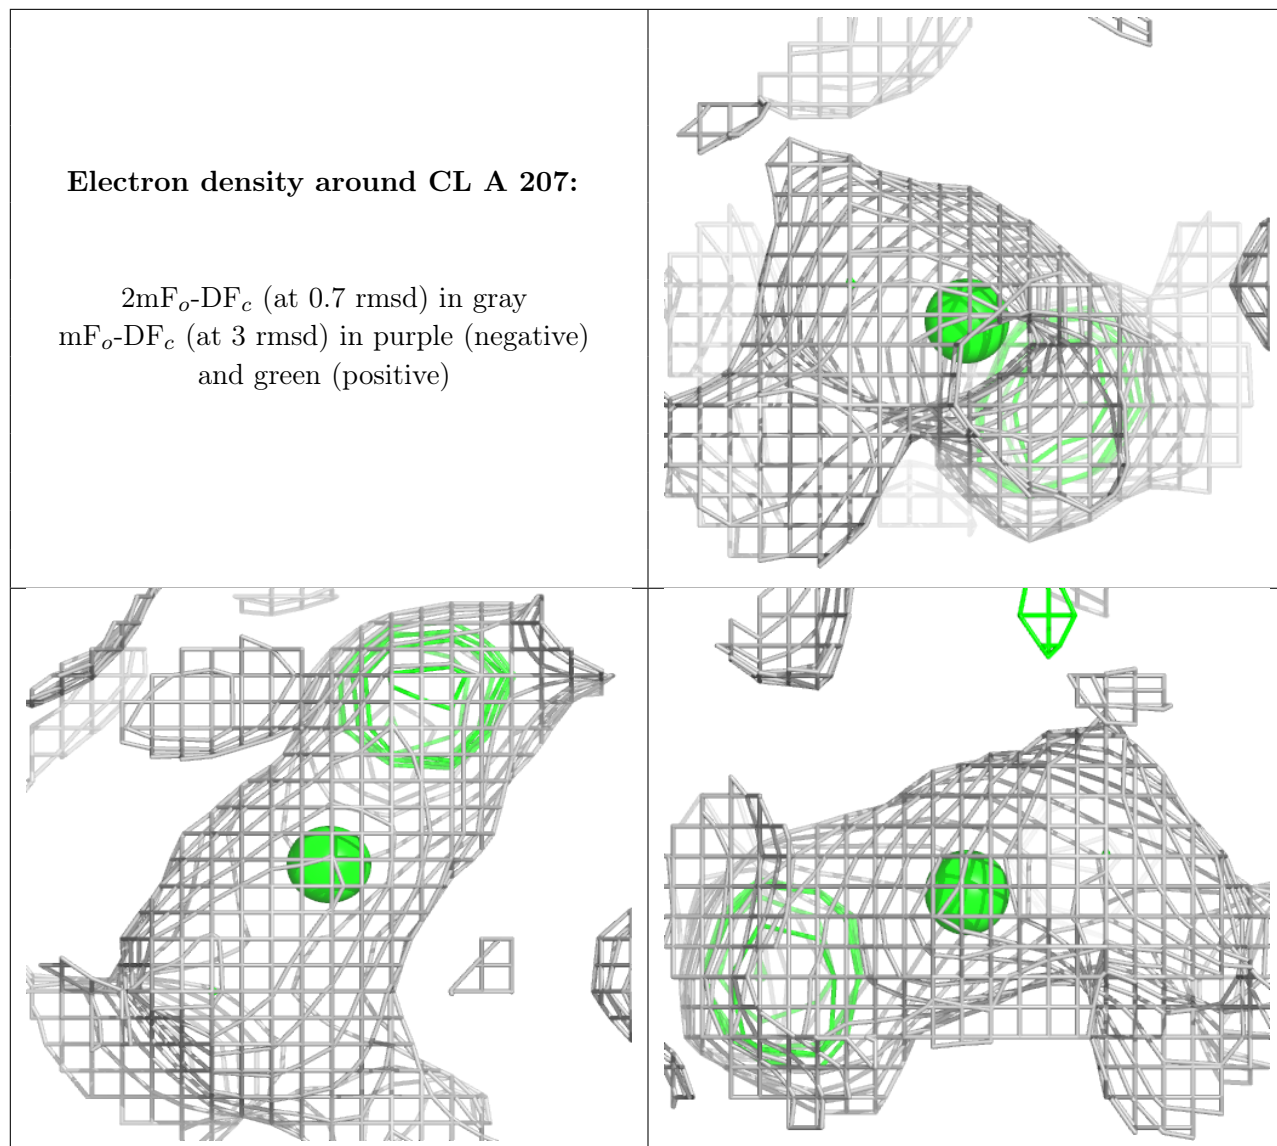 Electron density around CL A 207:
2mFo-DFc (at 0.7 rmsd) in gray
mFo-DFc (at 3 rmsd) in purple (negative)
and green (positive)